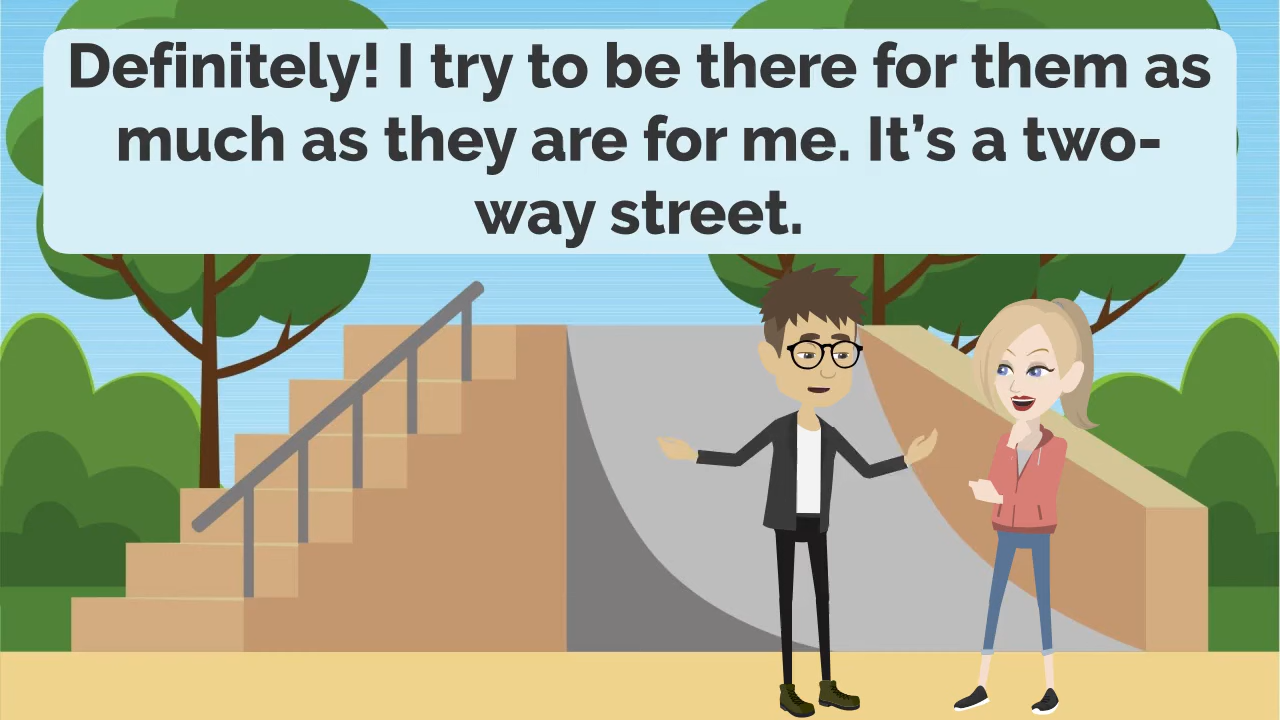 Definitely! I try to be there for them as
much as they are for me. It’s a two-
way street.